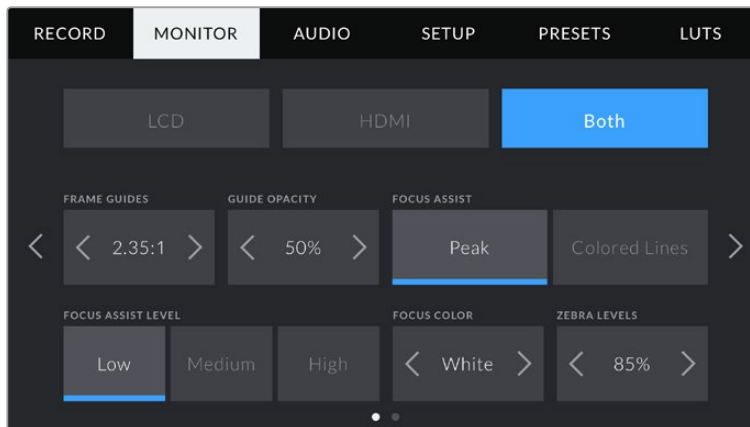 RECORD MONITOR AUDIO SETUP PRESETS LUTS
LCD HDMI Both
FRAME GUIDES GUIDE OPACITY FOCUS ASSIST
2.35:1 50% Peak Colored Lines
FOCUS ASSIST LEVEL FOCUS COLOR ZEBRA LEVELS
Low Medium High White 85%